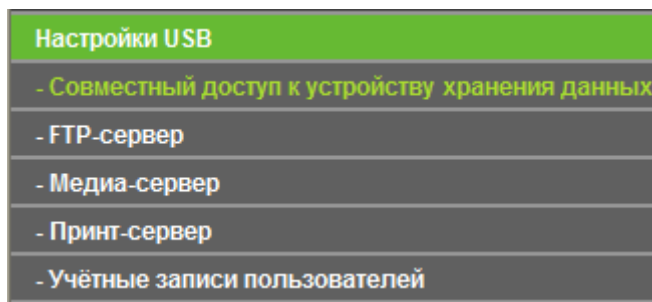 Настройки USB
- Совместный доступ к устройству хранения данных
- FTP-сервер
- Медиа-сервер
- Принт-сервер
- Учётные записи пользователей